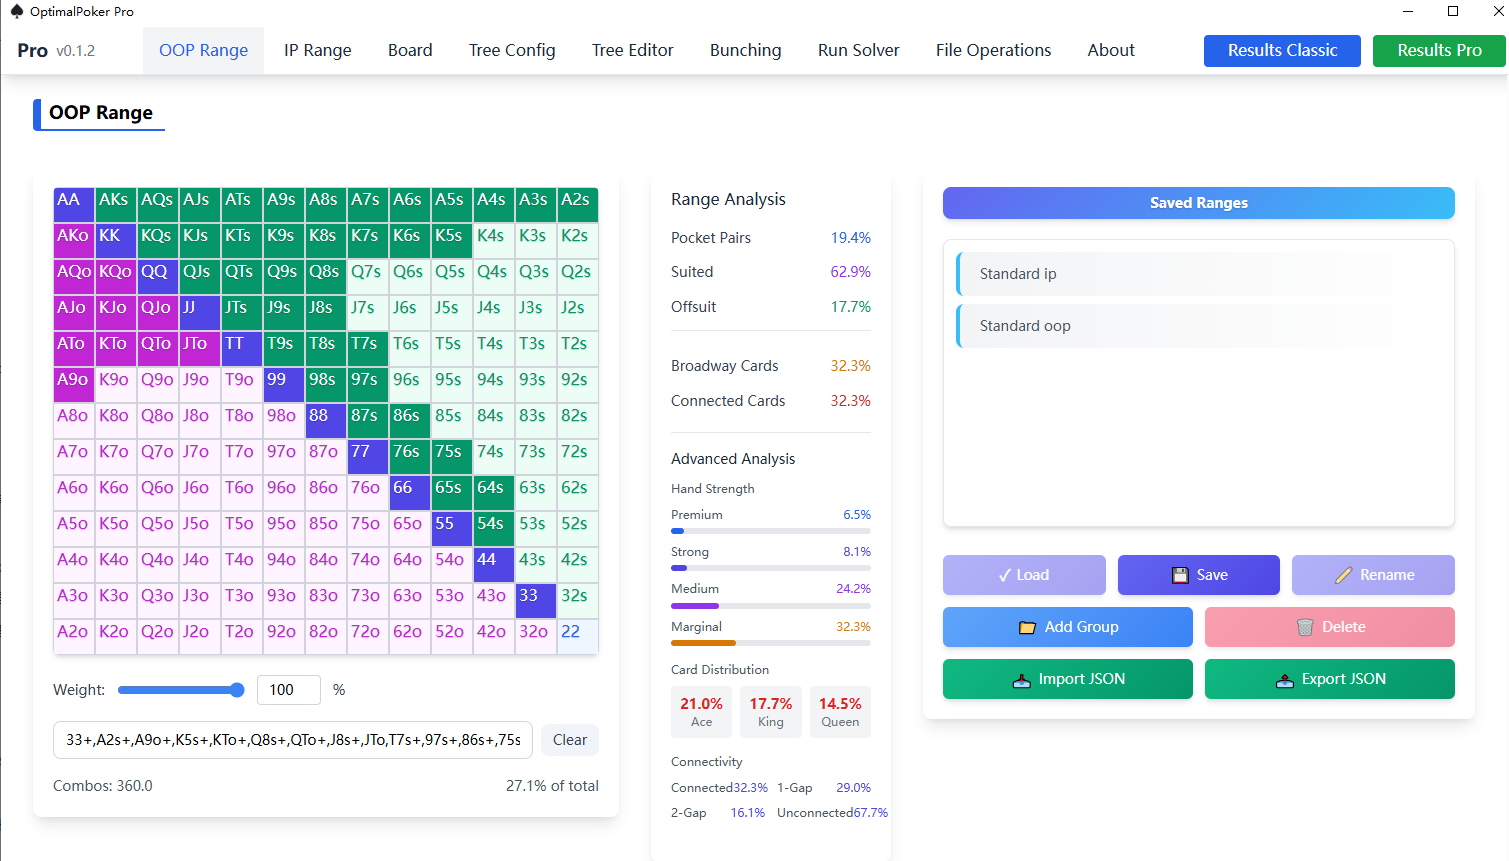 OptimalPoker Pro
Pro v0.1.2 OOP Range IP Range Board Tree Config Tree Editor Bunching Run Solver File Operations About Results Classic Results Pro
OOP Range
AA AKs AQs AJs ATs A9s A8s A7s A6s A5s A4s A3s A2s
AKo KK KQs KJs KTs K9s K8s K7s K6s K5s K4s K3s K2s
AQo KQo QQ QJs QTs Q9s Q8s Q7s Q6s Q5s Q4s Q3s Q2s
AJo KJo QJo JJ JTs J9s J8s J7s J6s J5s J4s J3s J2s
ATo KTo QTo JTo TT T9s T8s T7s T6s T5s T4s T3s T2s
A9o K9o Q9o J9o T9o 99 98s 97s 96s 95s 94s 93s 92s
A8o K8o Q8o J8o T8o 98o 88 87s 86s 85s 84s 83s 82s
A7o K7o Q7o J7o T7o 97o 87o 77 76s 75s 74s 73s 72s
A6o K6o Q6o J6o T6o 96o 86o 76o 66 65s 64s 63s 62s
A5o K5o Q5o J5o T5o 95o 85o 75o 65o 55 54s 53s 52s
A4o K4o Q4o J4o T4o 94o 84o 74o 64o 54o 44 43s 42s
A3o K3o Q3o J3o T3o 93o 83o 73o 63o 53o 43o 33 32s
A2o K2o Q2o J2o T2o 92o 82o 72o 62o 52o 42o 32o 22
Weight: 100 %
33+,A2s+,A9o+,K5s+,KTo+,Q8s+,QTo+,J8s+,JTo,T7s+,97s+,86s+,75s Clear
Combos: 360.0 27.1% of total
Range Analysis
Pocket Pairs 19.4%
Suited 62.9%
Offsuit 17.7%
Broadway Cards 32.3%
Connected Cards 32.3%
Advanced Analysis
Hand Strength
Premium 6.5%
Strong 8.1%
Medium 24.2%
Marginal 32.3%
Card Distribution
21.0% 17.7% 14.5%
Ace King Queen
Connectivity
Connected32.3% 1-Gap 29.0%
2-Gap 16.1% Unconnected67.7%
Saved Ranges
Standard ip
Standard oop
Load Save Rename
Add Group Delete
Import JSON Export JSON